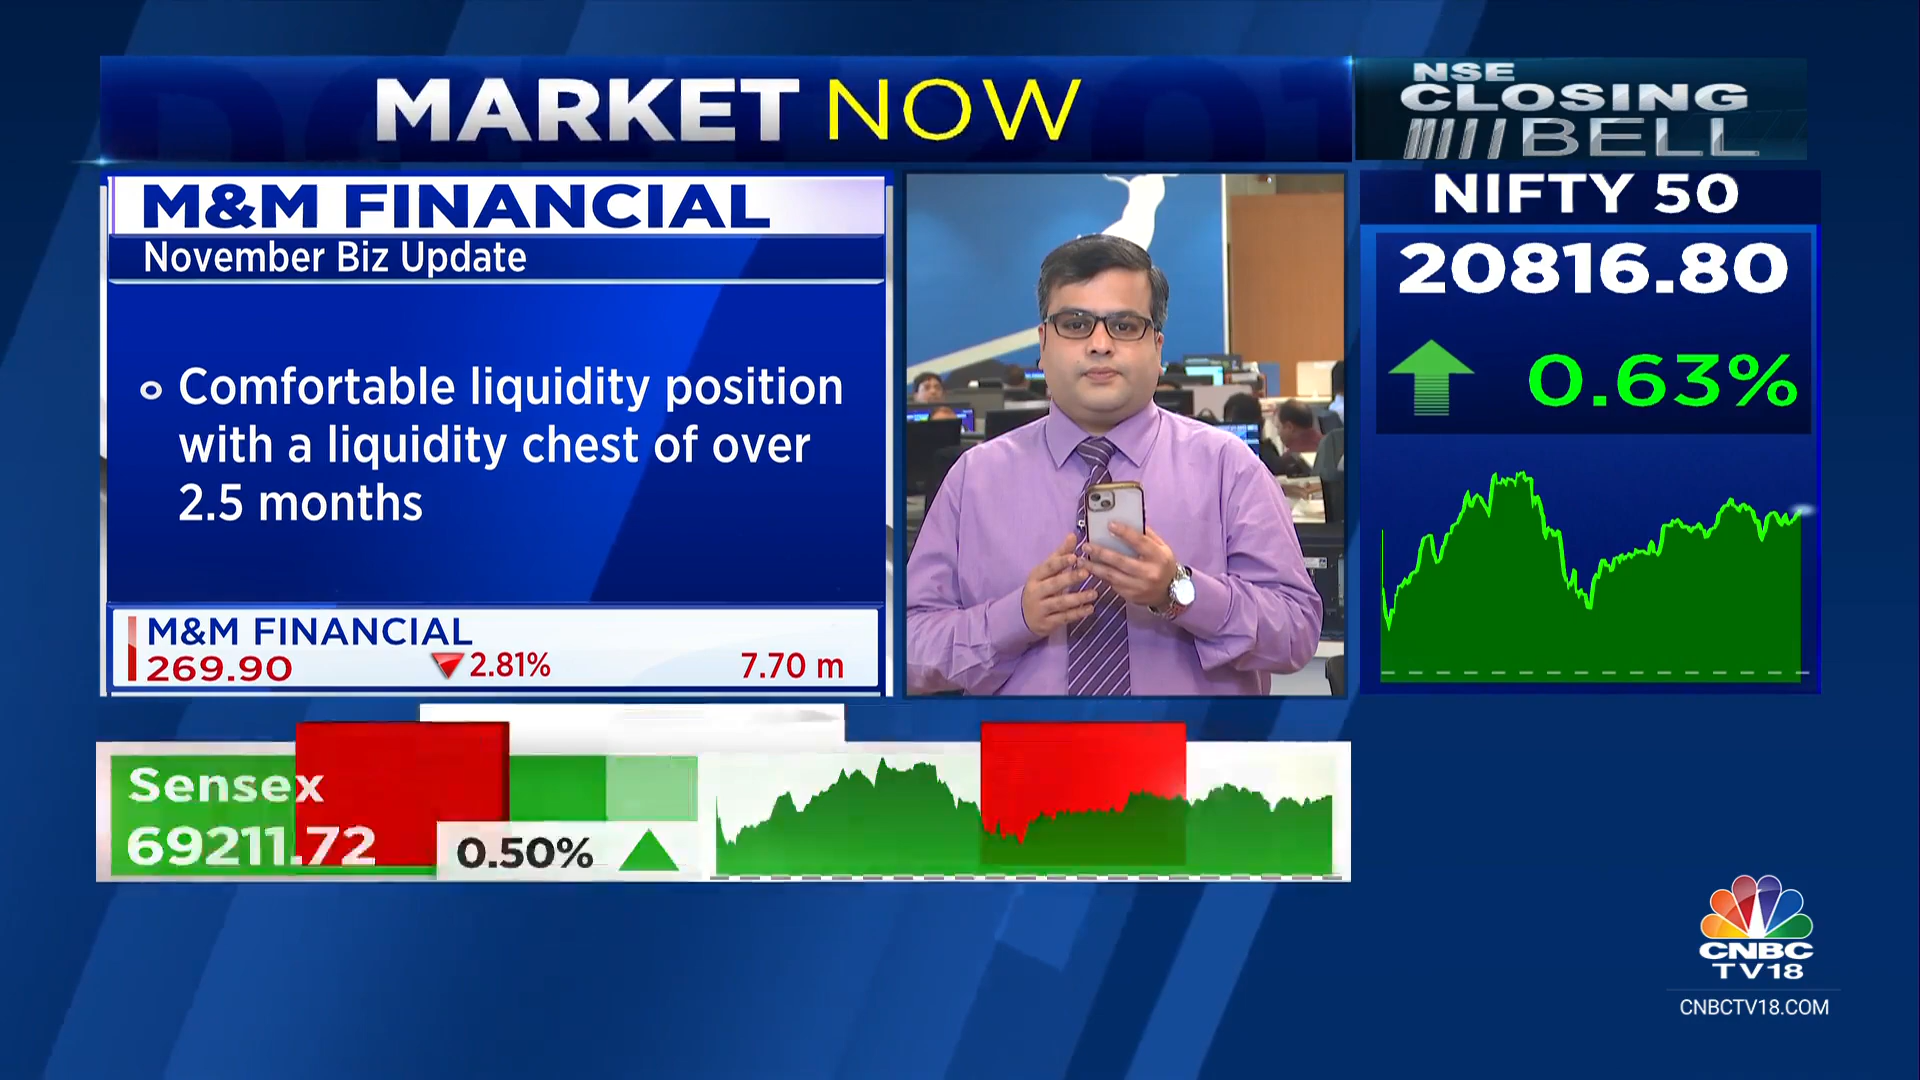 MARKET NOW
NSE
CLOSING
BELL
M&M FINANCIAL
November Biz Update
Comfortable liquidity position
with a liquidity chest of over
2.5 months
M&M FINANCIAL
269.90 2.81% 7.70 m
NIFTY 50
20816.80
0.63%
Sensex
69211.72
0.50%
CNBC
TV18
CNBCTV18.COM